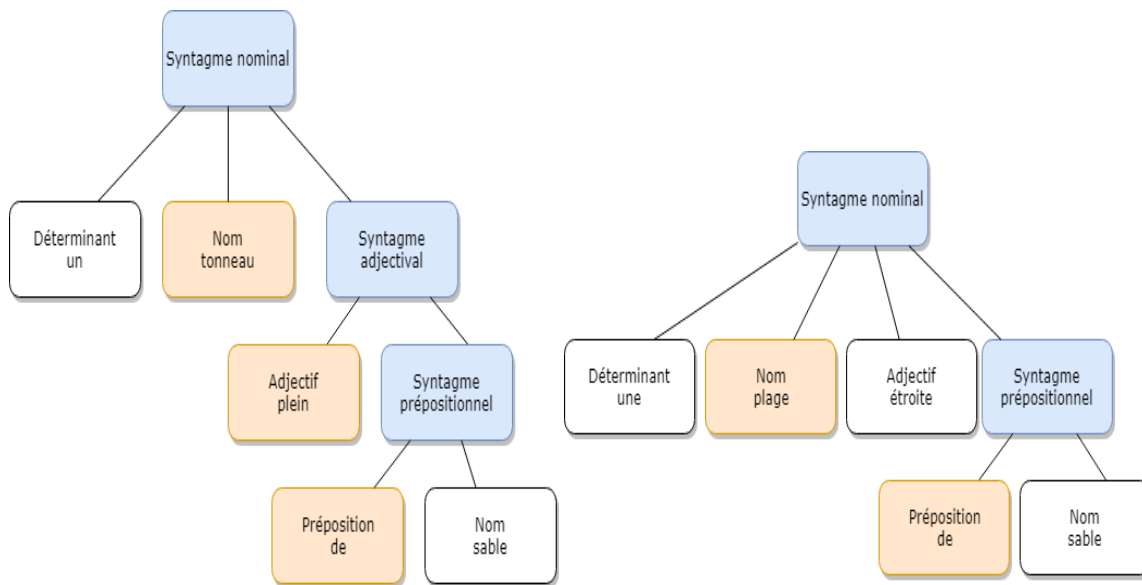 Syntagme nominal
Déterminant
un
Nom
tonneau
Syntagme
adjectival
Adjectif
plein
Syntagme
prépositionnel
Préposition
de
Nom
sable
Syntagme nominal
Déterminant
une
Nom
plage
Adjectif
étroite
Syntagme
prépositionnel
Préposition
de
Nom
sable